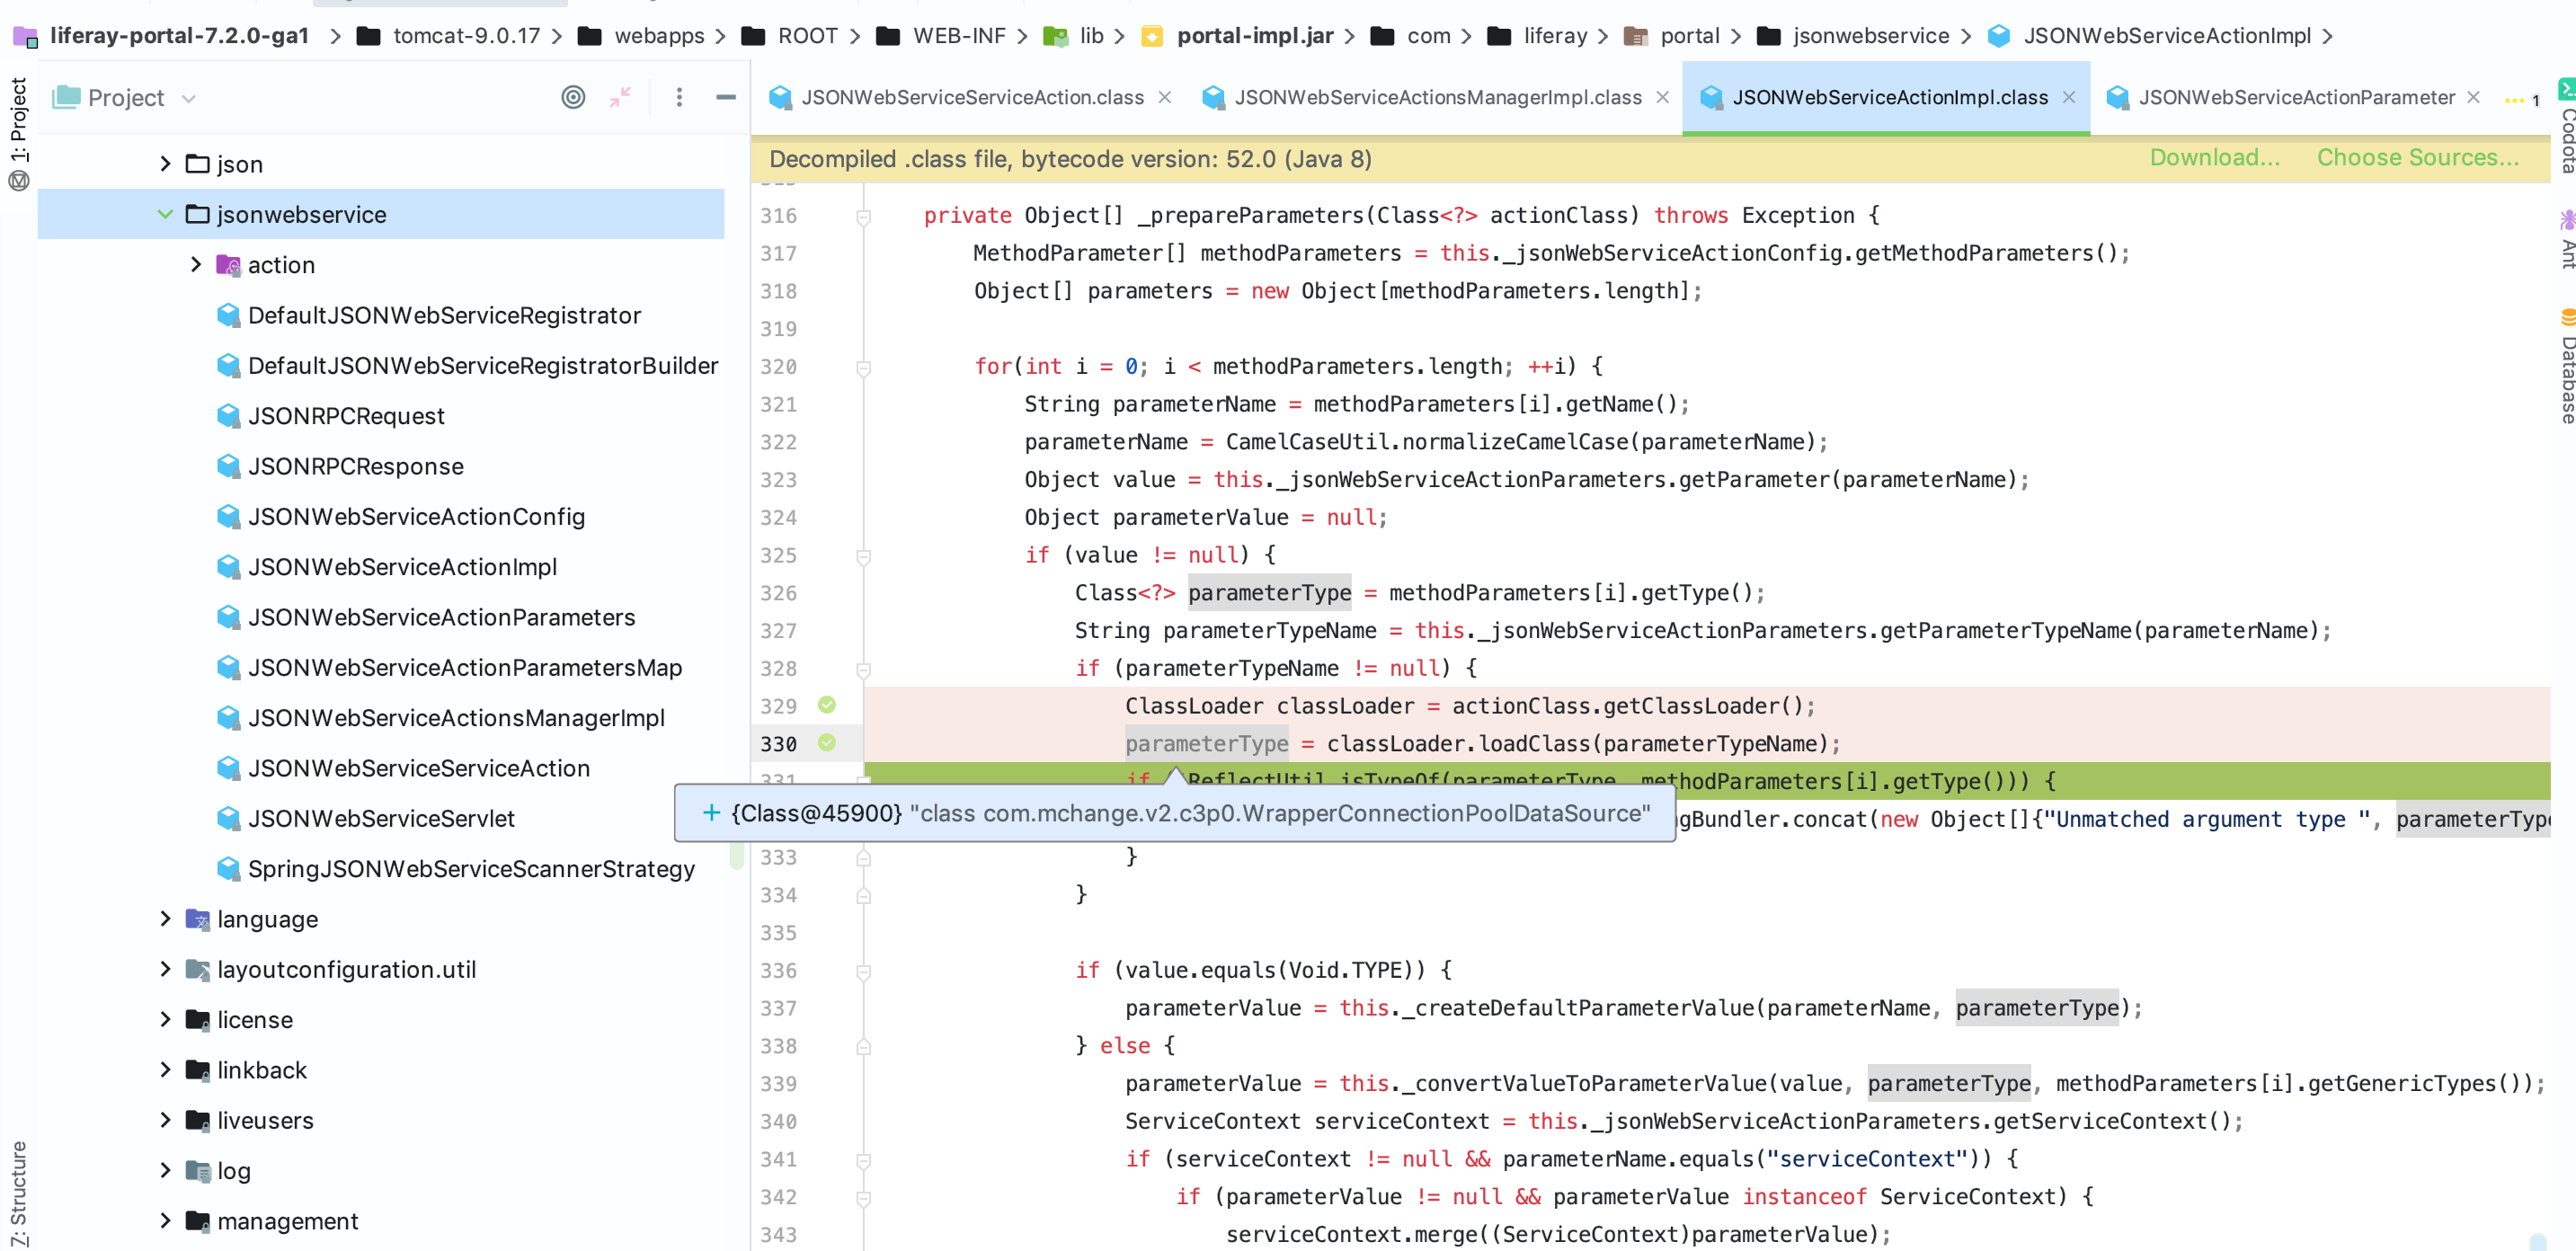 liferay-portal-7.2.0-ga1 > tomcat-9.0.17 > webapps > ROOT > WEB-INF > lib > portal-impl.jar > com > liferay > portal > jsonwebservice > JSONWebServiceActionImpl >
1: Project
7: Structure
Project
json
jsonwebservice
action
DefaultJSONWebServiceRegistrator
DefaultJSONWebServiceRegistratorBuilder
JSONRPCRequest
JSONRPCResponse
JSONWebServiceActionConfig
JSONWebServiceActionImpl
JSONWebServiceActionParameters
JSONWebServiceActionParametersMap
JSONWebServiceActionsManagerImpl
JSONWebServiceServiceAction
JSONWebServiceServlet
SpringJSONWebServiceScannerStrategy
language
layoutconfiguration.util
license
linkback
liveusers
log
management
JSONWebServiceServiceAction.class JSONWebServiceActionsManagerImpl.class JSONWebServiceActionImpl.class JSONWebServiceActionParameter 1
Decompiled .class file, bytecode version: 52.0 (Java 8) Download... Choose Sources...
316 private Object[] _prepareParameters(Class<?> actionClass) throws Exception {
317 MethodParameter[] methodParameters = this._jsonWebServiceActionConfig.getMethodParameters();
318 Object[] parameters = new Object[methodParameters.length];
319
320 for(int i = 0; i < methodParameters.length; ++i) {
321 String parameterName = methodParameters[i].getName();
322 parameterName = CamelCaseUtil.normalizeCamelCase(parameterName);
323 Object value = this._jsonWebServiceActionParameters.getParameter(parameterName);
324 Object parameterValue = null;
325 if (value != null) {
326 Class<?> parameterType = methodParameters[i].getType();
327 String parameterTypeName = this._jsonWebServiceActionParameters.getParameterTypeName(parameterName);
328 if (parameterTypeName != null) {
329 ClassLoader classLoader = actionClass.getClassLoader();
330 parameterType = classLoader.loadClass(parameterTypeName);
331 if ReflectUtil.isTypeOf(parameterType, methodParameters[i].getType())) {
+ {Class@45900} "class com.mchange.v2.c3p0.WrapperConnectionPoolDataSource"
gBundler.concat(new Object[]{"Unmatched argument type ", parameterType
333 }
334 }
335
336 if (value.equals(Void.TYPE)) {
337 parameterValue = this._createDefaultParameterValue(parameterName, parameterType);
338 } else {
339 parameterValue = this._convertValueToParameterValue(value, parameterType, methodParameters[i].getGenericTypes());
340 ServiceContext serviceContext = this._jsonWebServiceActionParameters.getServiceContext();
341 if (serviceContext != null && parameterName.equals("serviceContext")) {
342 if (parameterValue != null && parameterValue instanceof ServiceContext) {
343 serviceContext.merge((ServiceContext)parameterValue);
Codota
Ant
Database